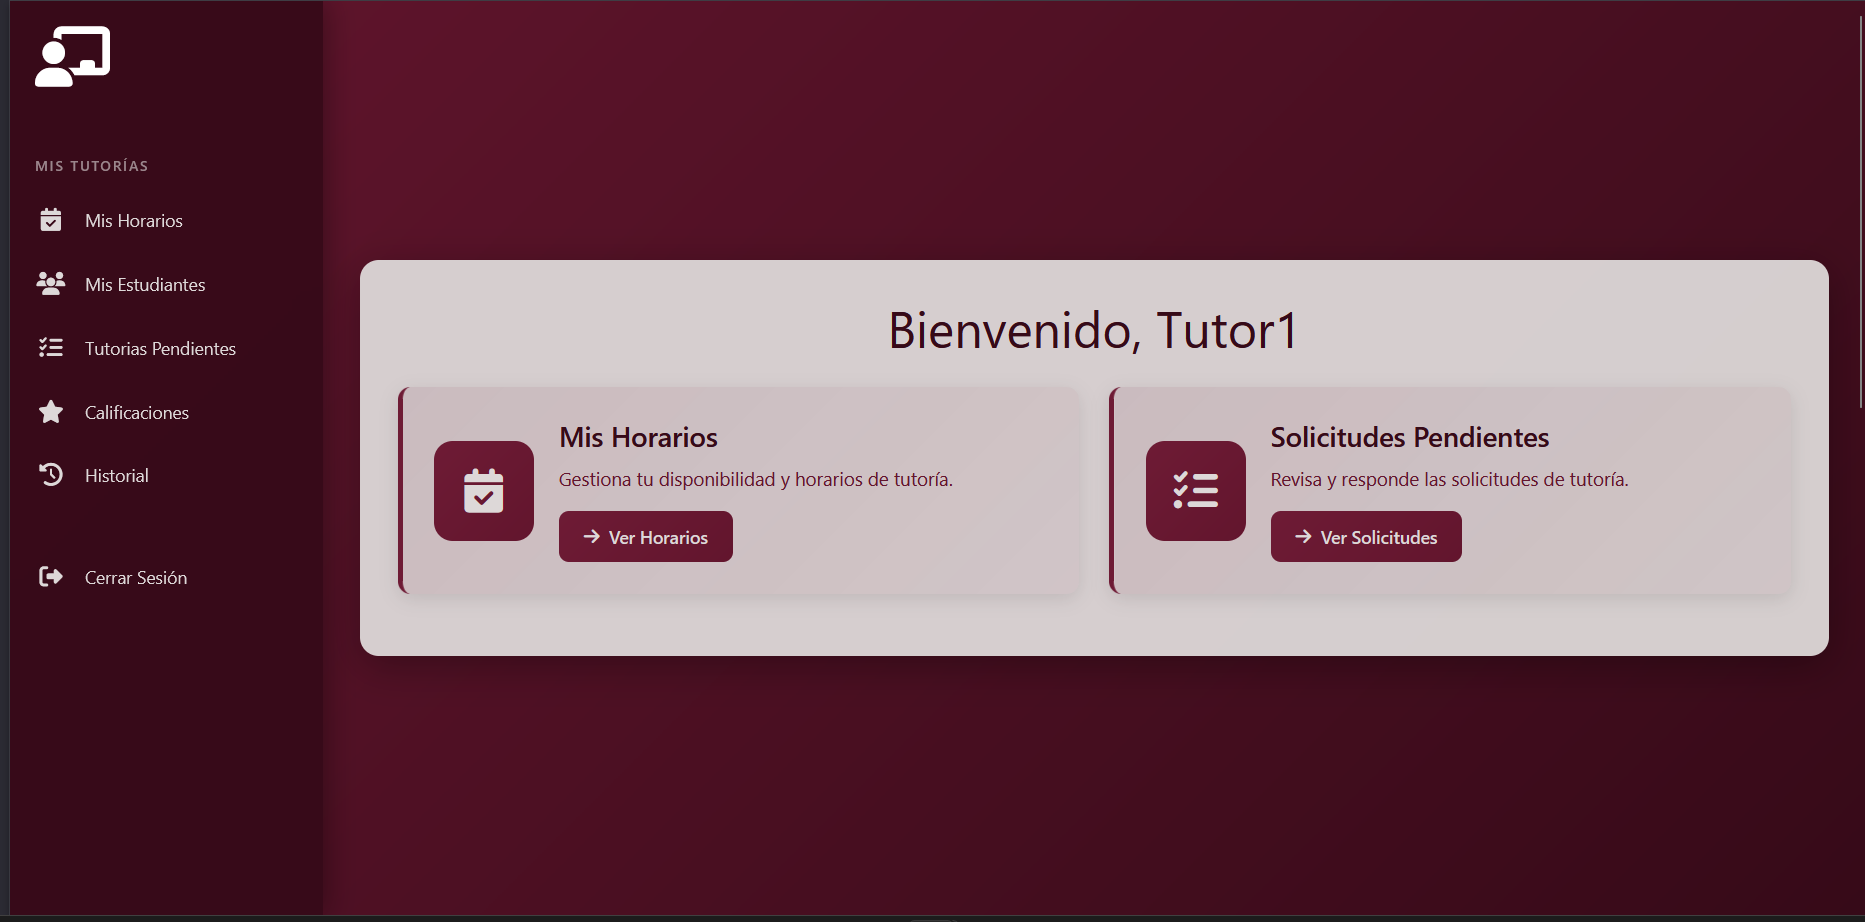 MIS TUTORÍAS
Mis Horarios
Mis Estudiantes
Tutorias Pendientes
Calificaciones
Historial
Cerrar Sesión
Bienvenido, Tutor1
Mis Horarios
Gestiona tu disponibilidad y horarios de tutoría.
Ver Horarios
Solicitudes Pendientes
Revisa y responde las solicitudes de tutoría.
Ver Solicitudes